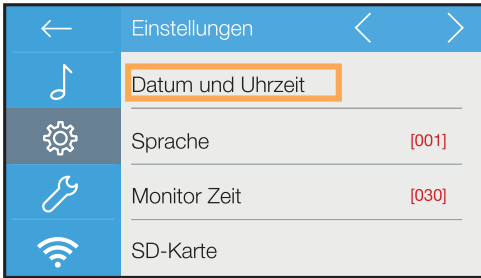 Einstellungen
Datum und Uhrzeit
Sprache [001]
Monitor Zeit [030]
SD-Karte